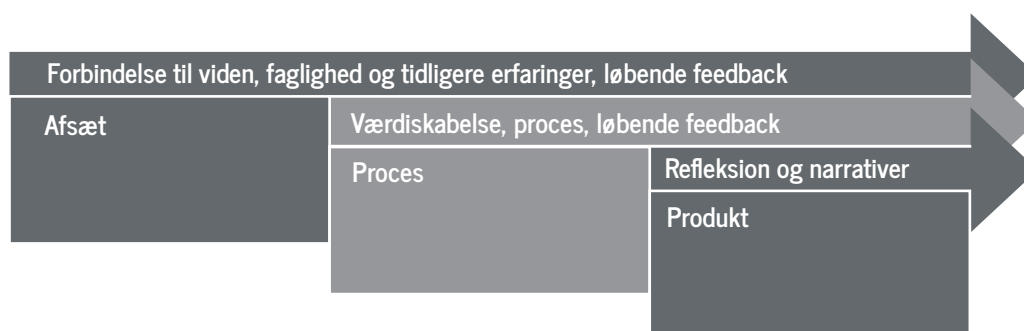 Forbindelse til viden, faglighed og tidligere erfaringer, løbende feedback
Afsæt
Værdiskabelse, proces, løbende feedback
Proces
Refleksion og narrativer
Produkt